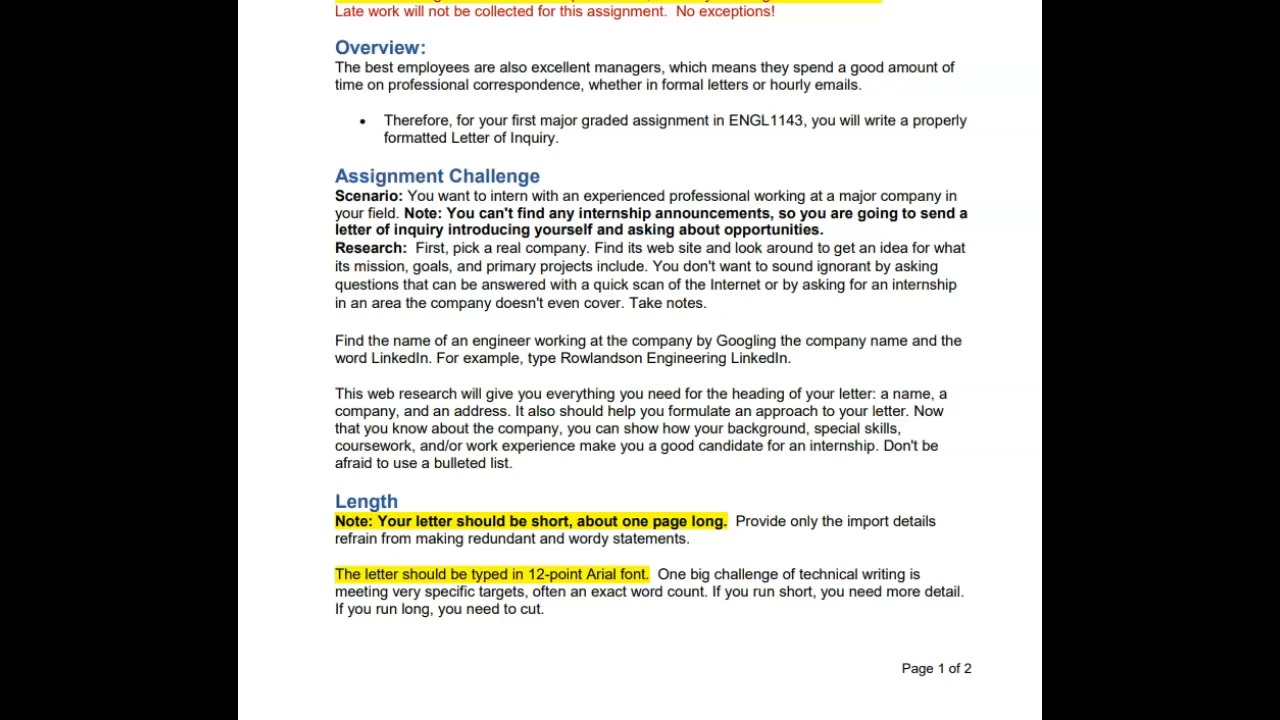 Late work will not be collected for this assignment.  No exceptions!
Overview:
The best employees are also excellent managers, which means they spend a good amount of
time on professional correspondence, whether in formal letters or hourly emails.
• Therefore, for your first major graded assignment in ENGL1143, you will write a properly
formatted Letter of Inquiry.
Assignment Challenge
Scenario: You want to intern with an experienced professional working at a major company in
your field. Note: You can't find any internship announcements, so you are going to send a
letter of inquiry introducing yourself and asking about opportunities.
Research:  First, pick a real company. Find its web site and look around to get an idea for what
its mission, goals, and primary projects include. You don't want to sound ignorant by asking
questions that can be answered with a quick scan of the Internet or by asking for an internship
in an area the company doesn't even cover. Take notes.
Find the name of an engineer working at the company by Googling the company name and the
word LinkedIn. For example, type Rowlandson Engineering LinkedIn.
This web research will give you everything you need for the heading of your letter: a name, a
company, and an address. It also should help you formulate an approach to your letter. Now
that you know about the company, you can show how your background, special skills,
coursework, and/or work experience make you a good candidate for an internship. Don't be
afraid to use a bulleted list.
Length
Note: Your letter should be short, about one page long.  Provide only the import details
refrain from making redundant and wordy statements.
The letter should be typed in 12-point Arial font.  One big challenge of technical writing is
meeting very specific targets, often an exact word count. If you run short, you need more detail.
If you run long, you need to cut.
Page 1 of 2